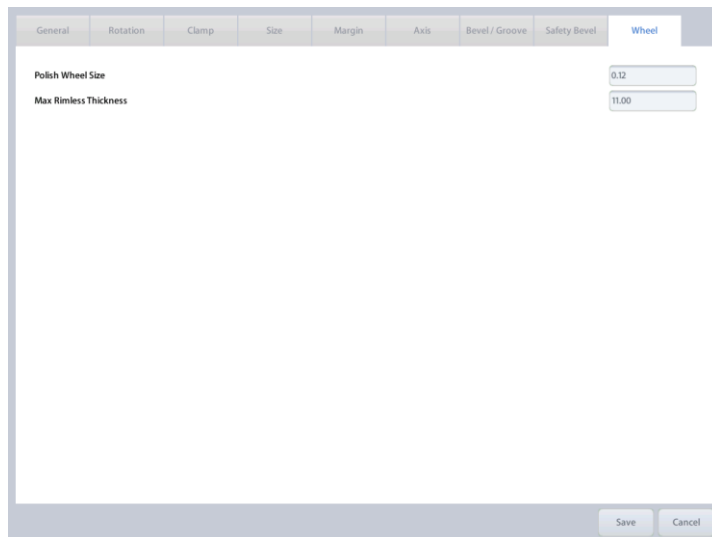 General Rotation Clamp Size Margin Axis Bevel / Groove Safety Bevel Wheel
Polish Wheel Size 0.12
Max Rimless Thickness 11.00
Save Cancel